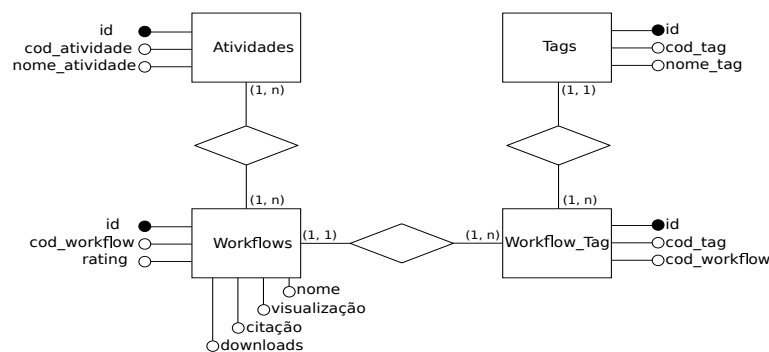 id
cod_atividade
nome_atividade
Atividades
(1, n)
Tags
id
cod_tag
nome_tag
(1, 1)
(1, n)
(1, n)
id
cod_workflow
rating
Workflows
(1, 1)
(1, n)
Workflow_Tag
id
cod_tag
cod_workflow
nome
visualização
citação
downloads